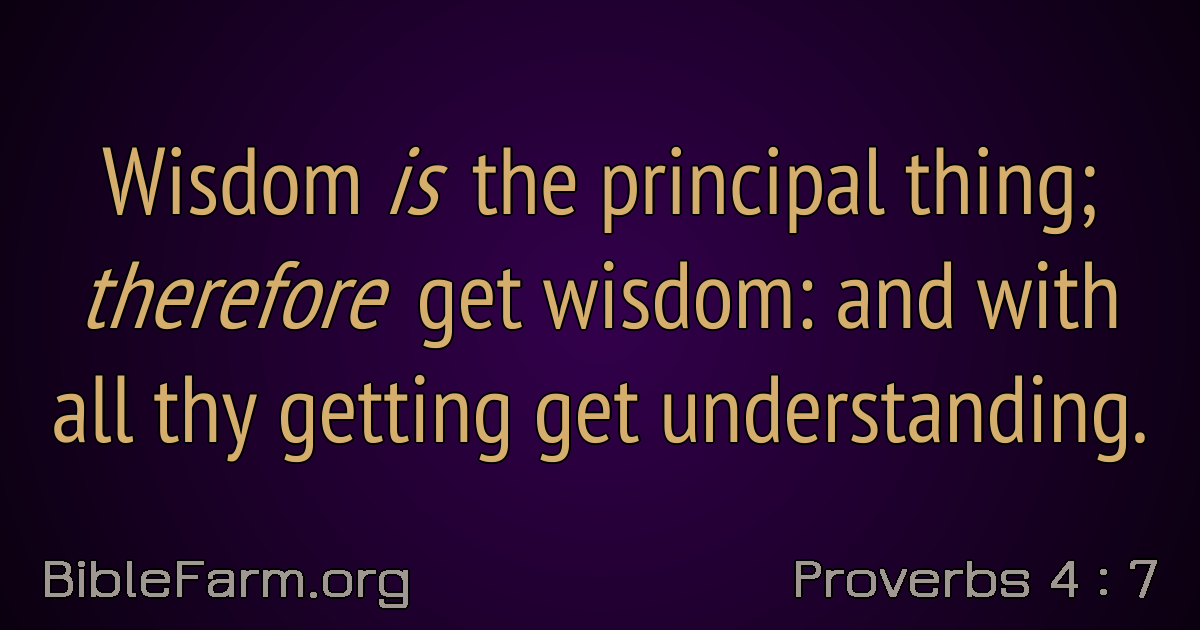 Wisdom is the principal thing;
therefore get wisdom: and with
all thy getting get understanding.
BibleFarm.org
Proverbs 4 : 7